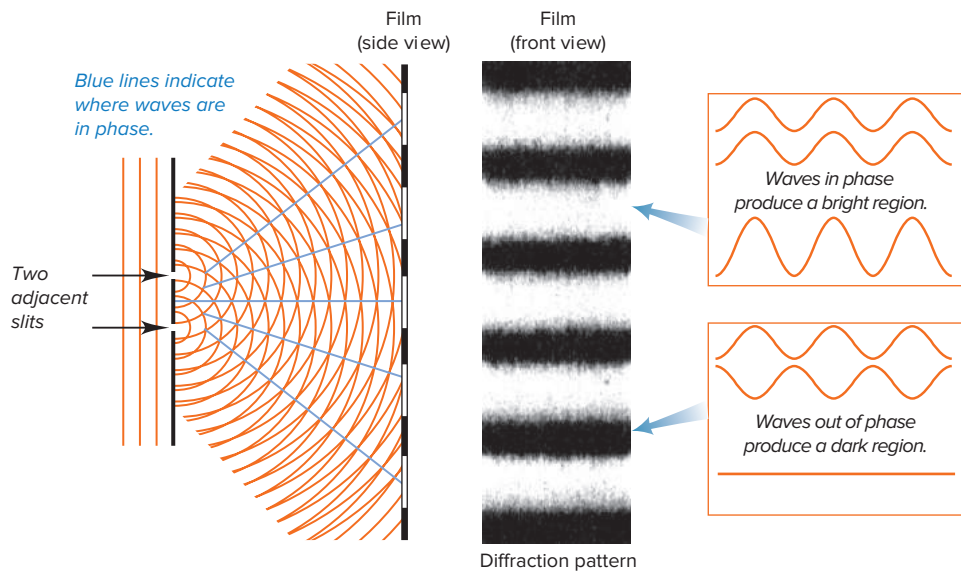 Film
(side view)
Film
(front view)
Blue lines indicate
where waves are
in phase.
Two
adjacent
slits
Waves in phase
produce a bright region.
Waves out of phase
produce a dark region.
Diffraction pattern